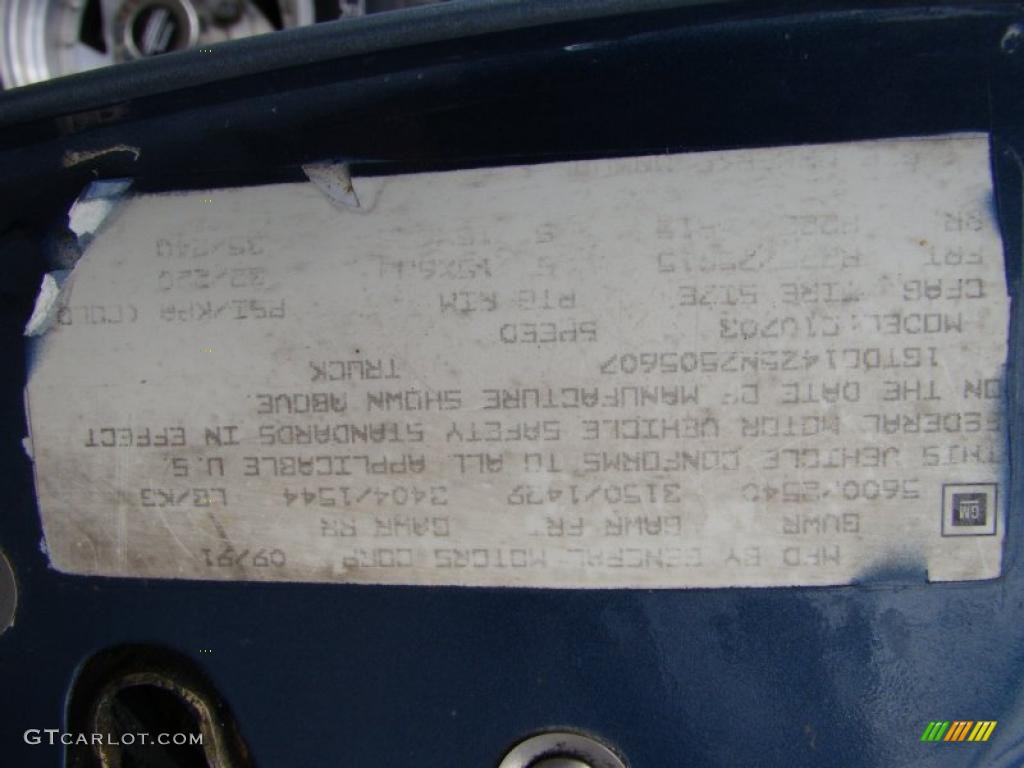 MFD BY GENERAL MOTORS CORP 09/91
GVWR GAWR FR GAWR RR
GM
5600/2540 3150/1429 3404/1544 LB/KG
THIS VEHICLE CONFORMS TO ALL APPLICABLE U.S.
FEDERAL MOTOR VEHICLE SAFETY STANDARDS IN EFFECT
ON THE DATE OF MANUFACTURE SHOWN ABOVE.
1GTDC14Z5NZ505607 TRUCK
MODEL: C10703 SPEED
TIRE SIZE RTG RIM PSI/KPA (COLD
FRT 32/220
RR 35/240
GTcarlot.com